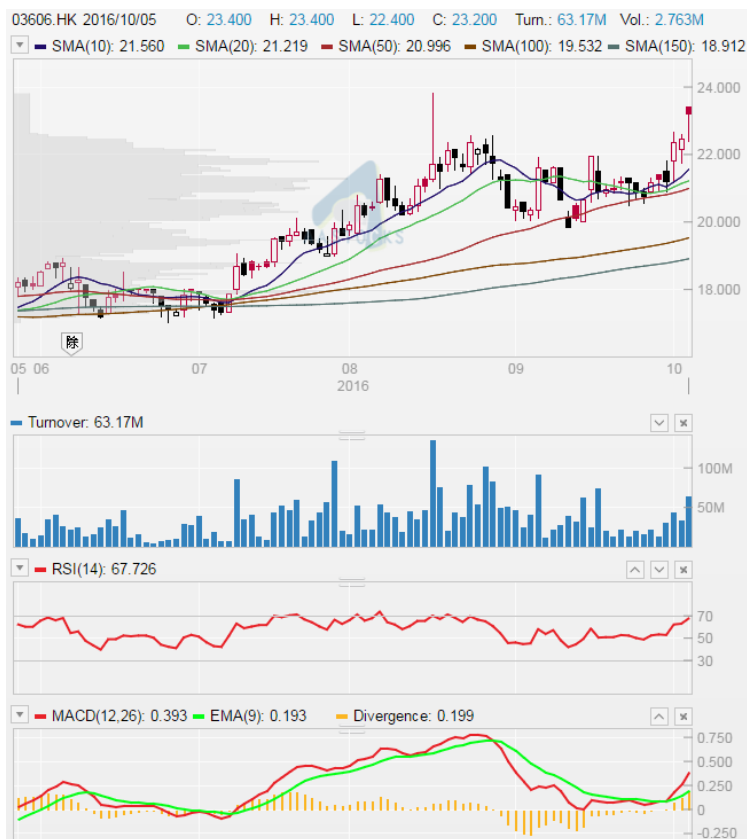 03606.HK 2016/10/05 O: 23.400 H: 23.400 L: 22.400 C: 23.200 Turn.: 63.17M Vol.: 2.763M
SMA(10): 21.560 SMA(20): 21.219 SMA(50): 20.996 SMA(100): 19.532 SMA(150): 18.912
24.000
22.000
20.000
18.000
除
05 06 07 08 09 10
2016
Turnover: 63.17M
100M
50M
RSI(14): 67.726
70
50
30
MACD(12,26): 0.393 EMA(9): 0.193 Divergence: 0.199
0.750
0.500
0.250
0
-0.250